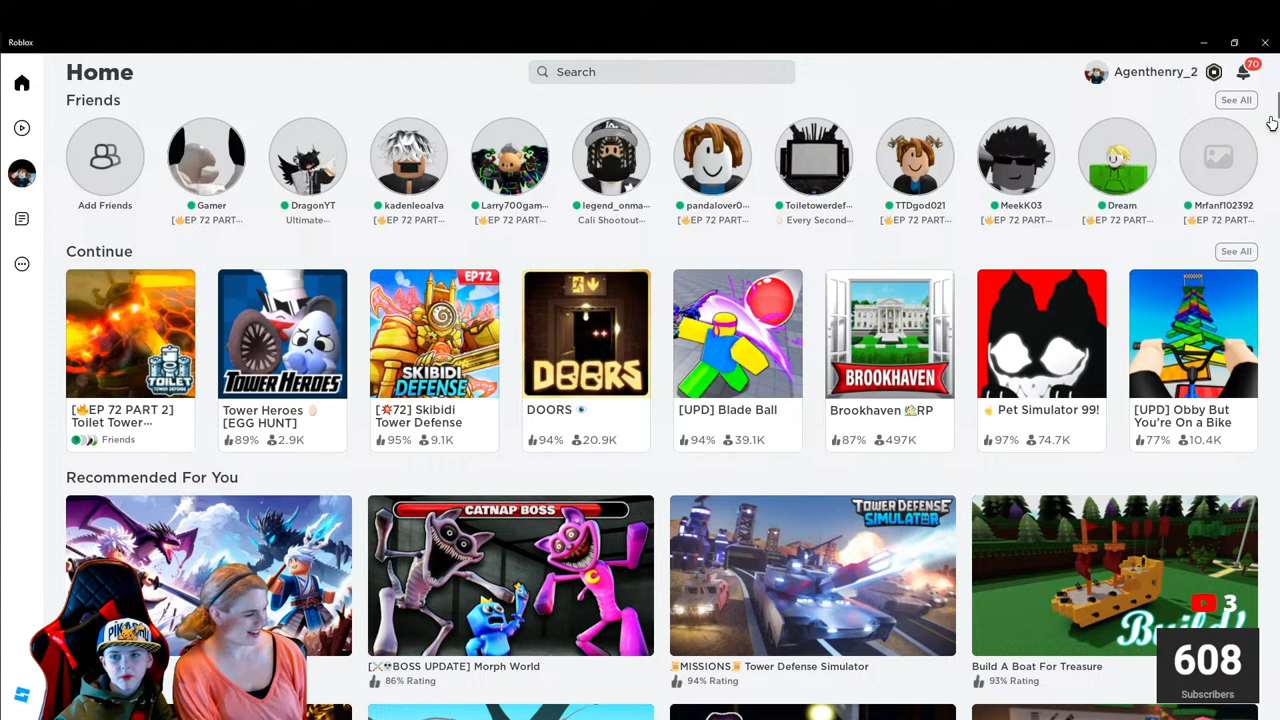 Roblox
Home
Search
Agenthenry_2
70
Friends
See All
Add Friends
Gamer
[🔥EP 72 PART...
DragonYT
Ultimate...
kadenleoalva
[🔥EP 72 PART...
Larry700gam...
[🔥EP 72 PART...
legend_onma...
Cali Shootout...
pandalover0...
[🔥EP 72 PART...
Toiletowerdef...
Every Second...
TTDgod021
[🔥EP 72 PART...
MeekK03
[🔥EP 72 PART...
Dream
[🔥EP 72 PART...
Mrfanf102392
[🔥EP 72 PART...
Continue
See All
TOILET
TOWER DEFENSE
TOWER HEROES
EP72
SKIBIDI
DEFENSE
DOORS
BROOKHAVEN
[🔥EP 72 PART 2]
Toilet Tower...
Friends
Tower Heroes 🥚
[EGG HUNT]
89% 2.9K
[💥72] Skibidi
Tower Defense
95% 9.1K
DOORS 👁
94% 20.9K
[UPD] Blade Ball
94% 39.1K
Brookhaven 🏡RP
87% 497K
☝ Pet Simulator 99!
97% 74.7K
[UPD] Obby But
You're On a Bike
77% 10.4K
Recommended For You
CATNAP BOSS
TOWER DEFENSE
SIMULATOR
Build
PIKACHU
[⚔️💀BOSS UPDATE] Morph World
86% Rating
📜MISSIONS📜 Tower Defense Simulator
94% Rating
Build A Boat For Treasure
93% Rating
3
608
Subscribers